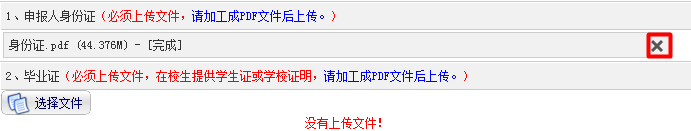 1、申报人身份证（必须上传文件，请加工成PDF文件后上传。）
身份证.pdf (44.376M) - [完成]
2、毕业证（必须上传文件，在校生提供学生证或学校证明，请加工成PDF文件后上传。）
选择文件
没有上传文件!